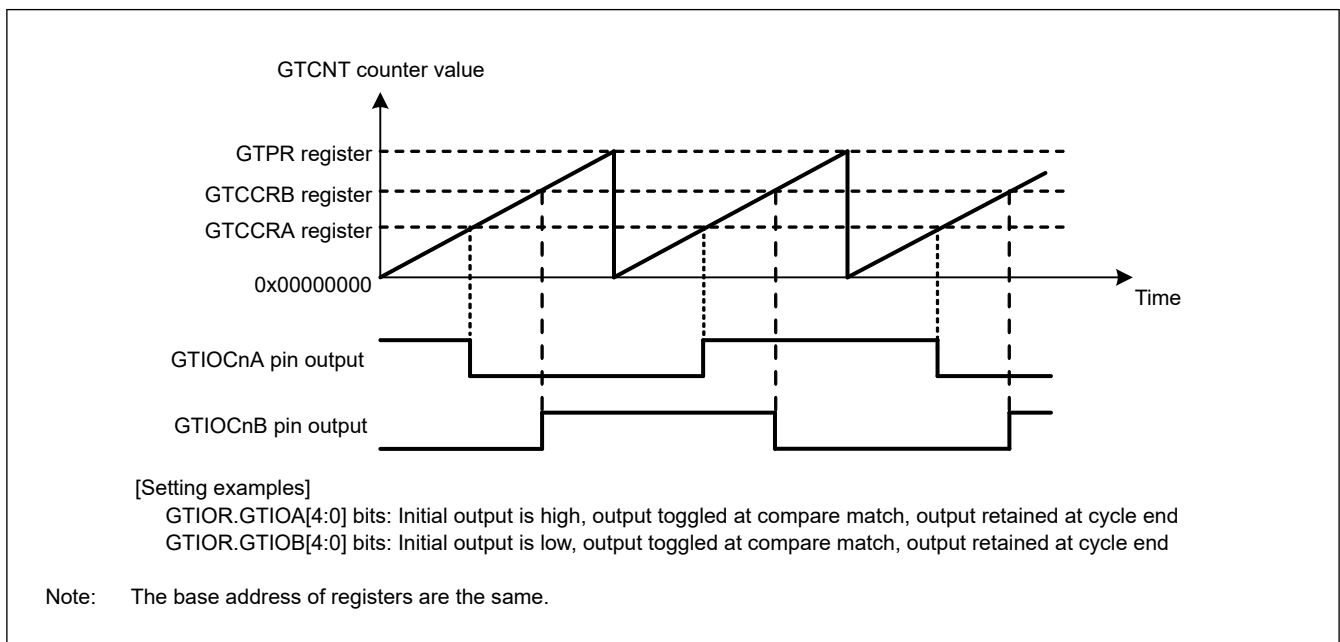 GTCNT counter value
GTPR register
GTCCRB register
GTCCRA register
0x00000000
Time
GTIOCnA pin output
GTIOCnB pin output
[Setting examples]
GTIOR.GTIOA[4:0] bits: Initial output is high, output toggled at compare match, output retained at cycle end
GTIOR.GTIOB[4:0] bits: Initial output is low, output toggled at compare match, output retained at cycle end
Note: The base address of registers are the same.